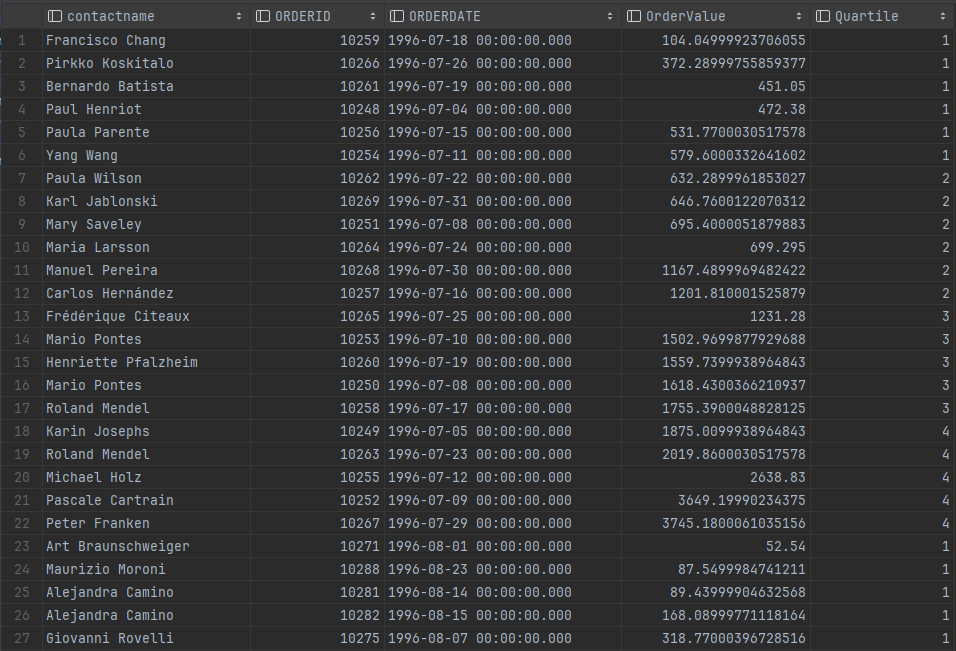 contactname ORDERID ORDERDATE OrderValue Quartile
1 Francisco Chang 10259 1996-07-18 00:00:00.000 104.04999923706055 1
2 Pirkko Koskitalo 10266 1996-07-26 00:00:00.000 372.28999755859377 1
3 Bernardo Batista 10261 1996-07-19 00:00:00.000 451.05 1
4 Paul Henriot 10248 1996-07-04 00:00:00.000 472.38 1
5 Paula Parente 10256 1996-07-15 00:00:00.000 531.7700030517578 1
6 Yang Wang 10254 1996-07-11 00:00:00.000 579.6000332641602 1
7 Paula Wilson 10262 1996-07-22 00:00:00.000 632.2899961853027 2
8 Karl Jablonski 10269 1996-07-31 00:00:00.000 646.7600122070312 2
9 Mary Saveley 10251 1996-07-08 00:00:00.000 695.4000051879883 2
10 Maria Larsson 10264 1996-07-24 00:00:00.000 699.295 2
11 Manuel Pereira 10268 1996-07-30 00:00:00.000 1167.4899969482422 2
12 Carlos Hernández 10257 1996-07-16 00:00:00.000 1201.810001525879 2
13 Frédérique Citeaux 10265 1996-07-25 00:00:00.000 1231.28 3
14 Mario Pontes 10253 1996-07-10 00:00:00.000 1502.9699877929688 3
15 Henriette Pfalzheim 10260 1996-07-19 00:00:00.000 1559.7399938964843 3
16 Mario Pontes 10250 1996-07-08 00:00:00.000 1618.4300366210937 3
17 Roland Mendel 10258 1996-07-17 00:00:00.000 1755.3900048828125 3
18 Karin Josephs 10249 1996-07-05 00:00:00.000 1875.0099938964843 4
19 Roland Mendel 10263 1996-07-23 00:00:00.000 2019.8600030517578 4
20 Michael Holz 10255 1996-07-12 00:00:00.000 2638.83 4
21 Pascale Cartrain 10252 1996-07-09 00:00:00.000 3649.19990234375 4
22 Peter Franken 10267 1996-07-29 00:00:00.000 3745.1800061035156 4
23 Art Braunschweiger 10271 1996-08-01 00:00:00.000 52.54 1
24 Maurizio Moroni 10288 1996-08-23 00:00:00.000 87.5499984741211 1
25 Alejandra Camino 10281 1996-08-14 00:00:00.000 89.43999904632568 1
26 Alejandra Camino 10282 1996-08-15 00:00:00.000 168.08999771118164 1
27 Giovanni Rovelli 10275 1996-08-07 00:00:00.000 318.77000396728516 1